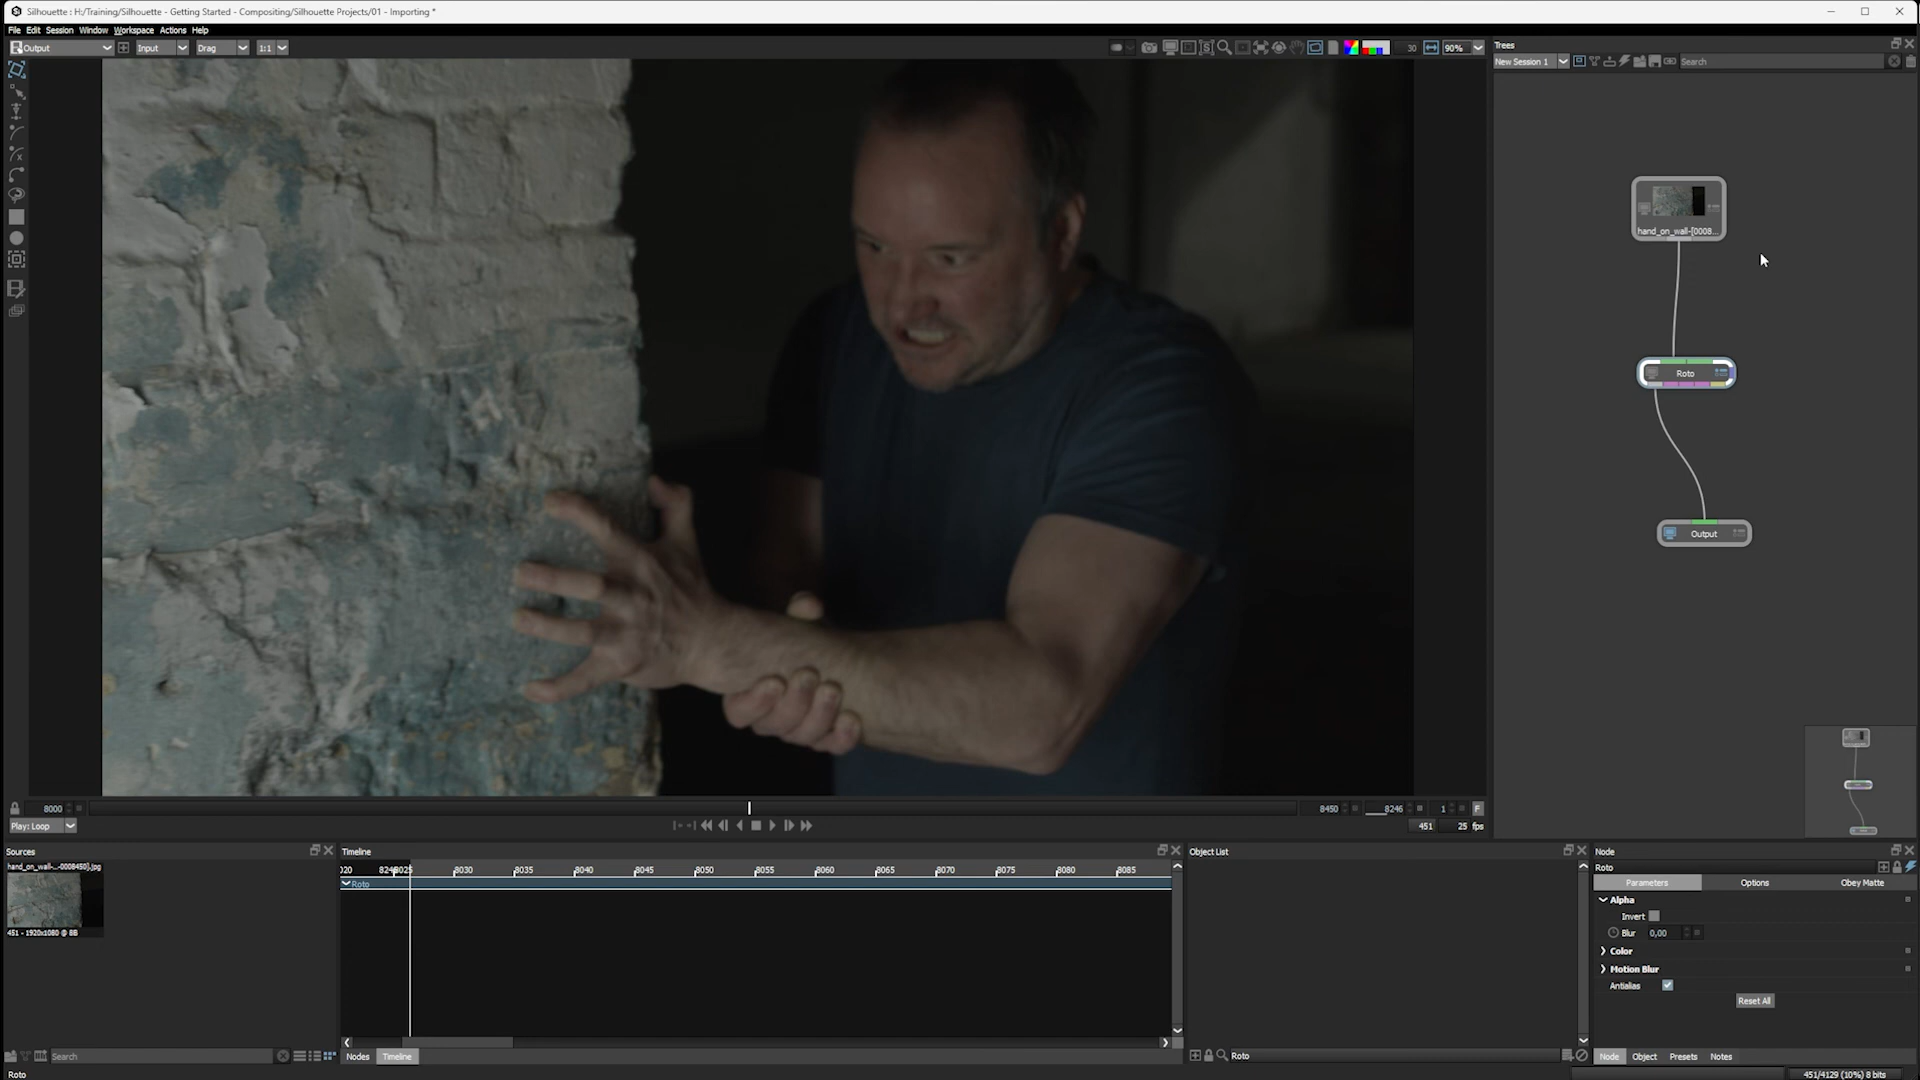 Silhouette : H:/Training/Silhouette - Getting Started - Compositing/Silhouette Projects/01 - Importing *
File Edit Session Window Workspace Actions Help
Output Input Drag 1:1 30 90%
Trees
New Session 1 Search
hand_on_wall-[0008...
Roto
Output
8000 8450 8246 1 F
Play: Loop 451 25 fps
Sources
hand_on_wall-...-0008450].jpg
451 - 1920x1080 @ 8B
Search
Timeline
8030 8035 8040 8045 8050 8055 8060 8065 8070 8075 8080 8085
Roto
Nodes Timeline
Object List
Roto
Node
Roto
Parameters Options Obey Matte
Alpha
Invert
Blur 0,00
Color
Motion Blur
Antialias
Reset All
Node Object Presets Notes
Roto
451/4129 (10%) 8 bits